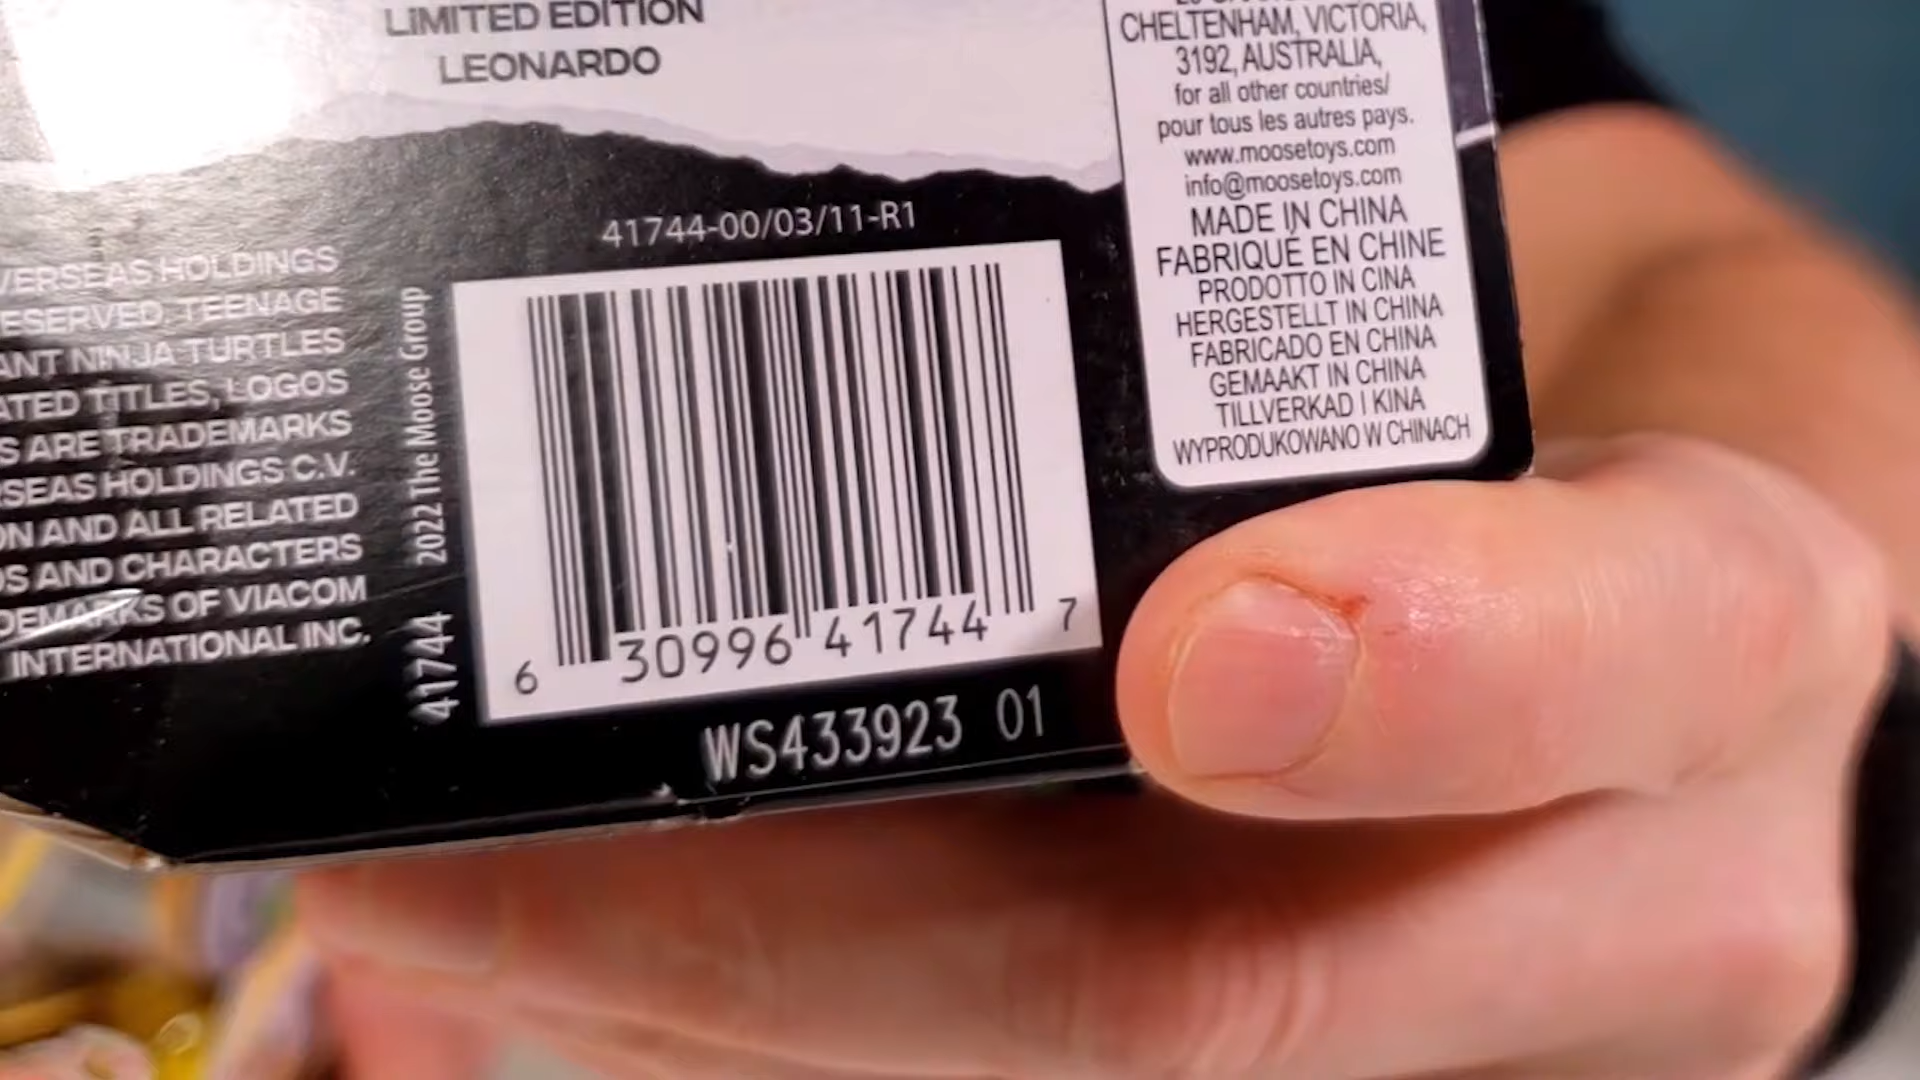 LIMITED EDITION
LEONARDO
VERSEAS HOLDINGS
ESERVED. TEENAGE
ANT NINJA TURTLES
ATED TITLES, LOGOS
S ARE TRADEMARKS
RSEAS HOLDINGS C.V.
ON AND ALL RELATED
OS AND CHARACTERS
DEMARKS OF VIACOM
INTERNATIONAL INC.
41744 2022 The Moose Group
41744-00/03/11-R1
6 30996 41744 7
WS433923 01
CHELTENHAM, VICTORIA,
3192, AUSTRALIA,
for all other countries/
pour tous les autres pays.
www.moosetoys.com
info@moosetoys.com
MADE IN CHINA
FABRIQUÉ EN CHINE
PRODOTTO IN CINA
HERGESTELLT IN CHINA
FABRICADO EN CHINA
GEMAAKT IN CHINA
TILLVERKAD I KINA
WYPRODUKOWANO W CHINACH